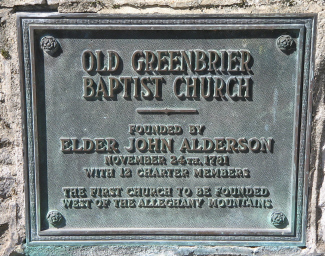 OLD GREENBRIER
BAPTIST CHURCH
FOUNDED BY
ELDER JOHN ALDERSON
NOVEMBER 24TH. 1781
WITH 12 CHARTER MEMBERS
THE FIRST CHURCH TO BE FOUNDED
WEST OF THE ALLEGHANY MOUNTAINS